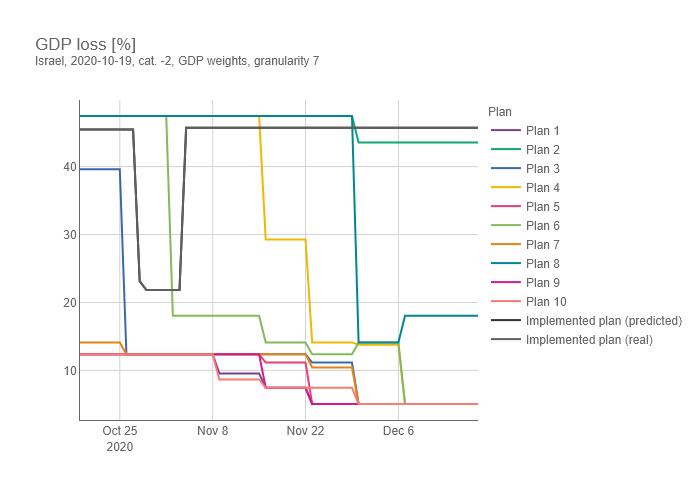 GDP loss [%]
Israel, 2020-10-19, cat. -2, GDP weights, granularity 7
40
30
20
10
Oct 25
2020
Nov 8
Nov 22
Dec 6
Plan
Plan 1
Plan 2
Plan 3
Plan 4
Plan 5
Plan 6
Plan 7
Plan 8
Plan 9
Plan 10
Implemented plan (predicted)
Implemented plan (real)